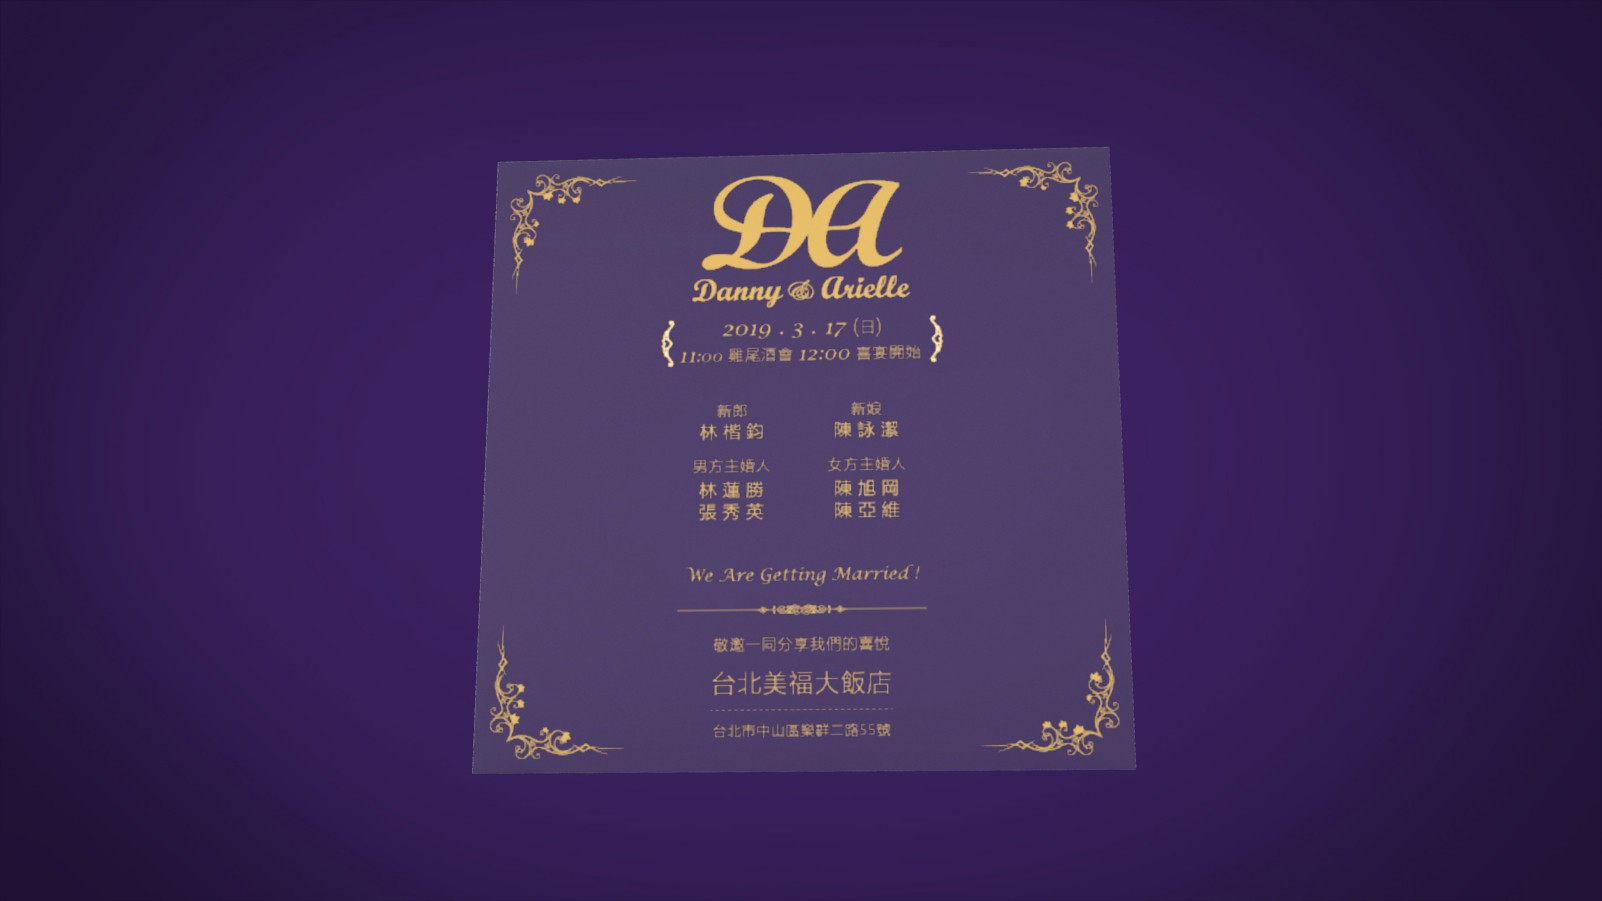 DA
Danny & Arielle
2019 . 3 . 17 (日)
11:00 雞尾酒會 12:00 喜宴開始
新郎 新娘
林楷鈞 陳詠潔
男方主婚人 女方主婚人
林蓮勝 陳旭岡
張秀英 陳亞維
We Are Getting Married !
敬邀一同分享我們的喜悅
台北美福大飯店
台北市中山區樂群二路55號